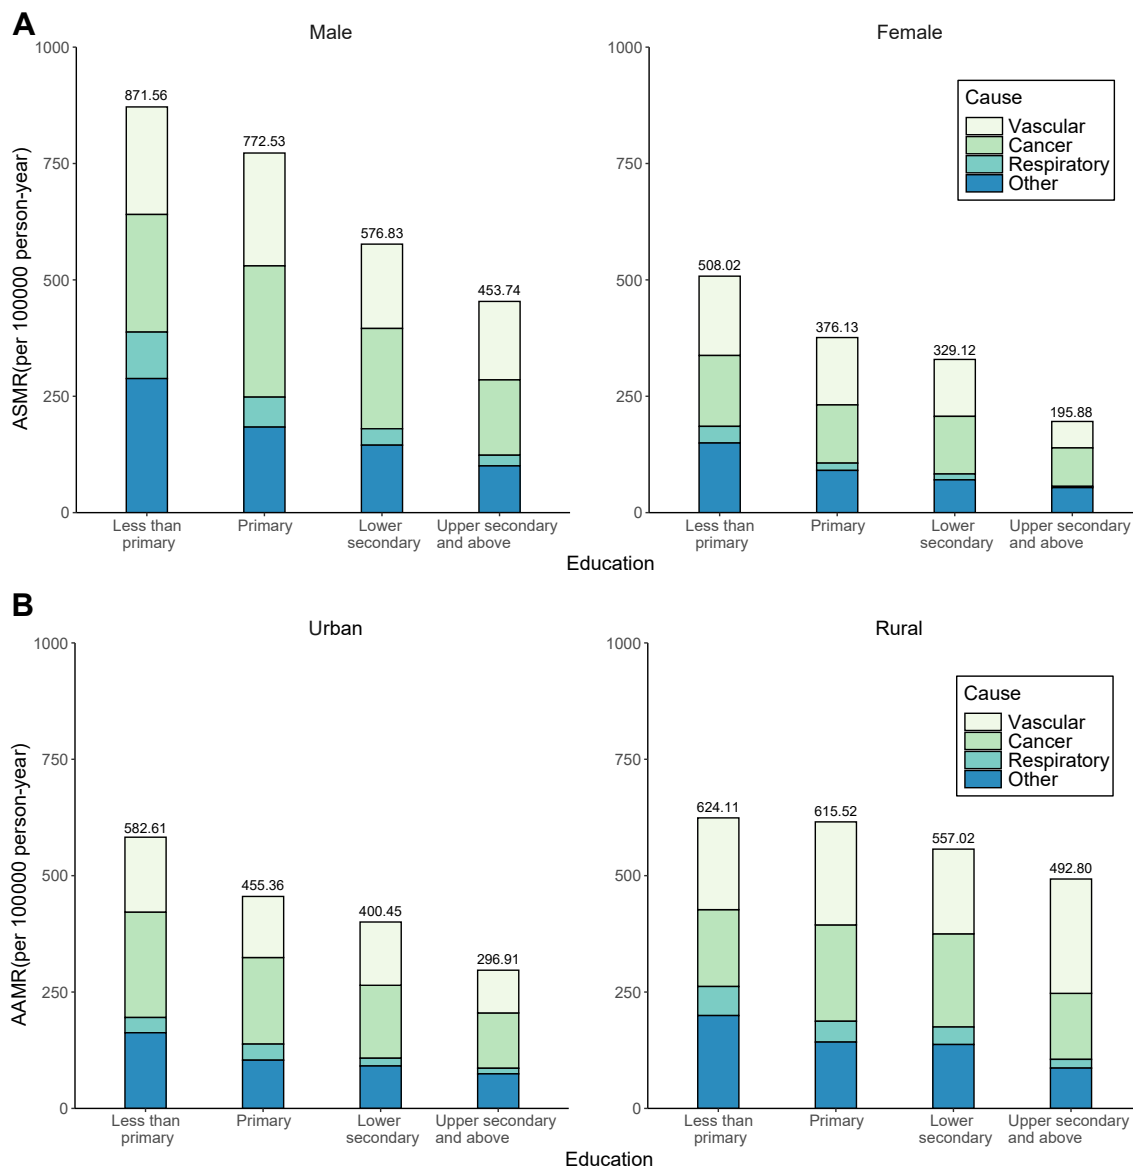 A
Male
Female
1000
750
500
250
0
ASMR(per 100000 person-year)
871.56
772.53
576.83
453.74
Less than
primary
Primary
Lower
secondary
Upper secondary
and above
1000
750
500
250
0
508.02
376.13
329.12
195.88
Less than
primary
Primary
Lower
secondary
Upper secondary
and above
Cause
Vascular
Cancer
Respiratory
Other
Education
B
Urban
Rural
1000
750
500
250
0
AAMR(per 100000 person-year)
582.61
455.36
400.45
296.91
Less than
primary
Primary
Lower
secondary
Upper secondary
and above
1000
750
500
250
0
624.11
615.52
557.02
492.80
Less than
primary
Primary
Lower
secondary
Upper secondary
and above
Cause
Vascular
Cancer
Respiratory
Other
Education